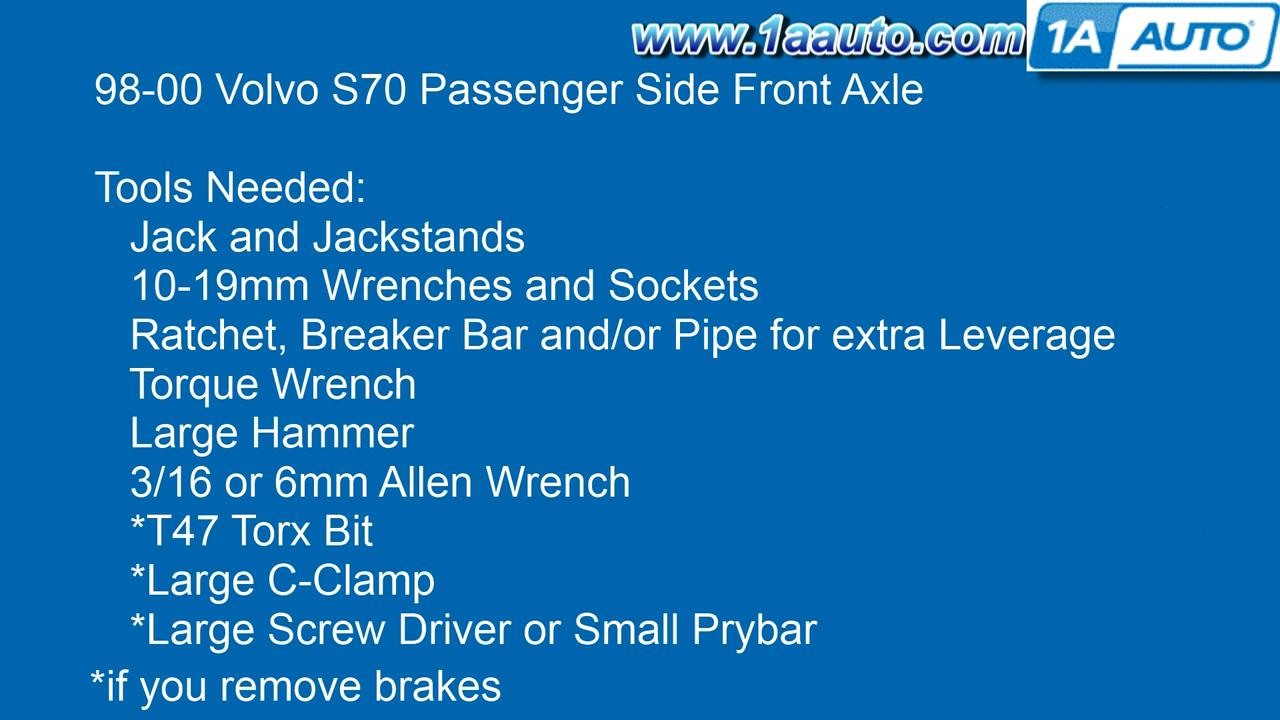 www.1aauto.com 1A AUTO
98-00 Volvo S70 Passenger Side Front Axle
Tools Needed:
Jack and Jackstands
10-19mm Wrenches and Sockets
Ratchet, Breaker Bar and/or Pipe for extra Leverage
Torque Wrench
Large Hammer
3/16 or 6mm Allen Wrench
*T47 Torx Bit
*Large C-Clamp
*Large Screw Driver or Small Prybar
*if you remove brakes